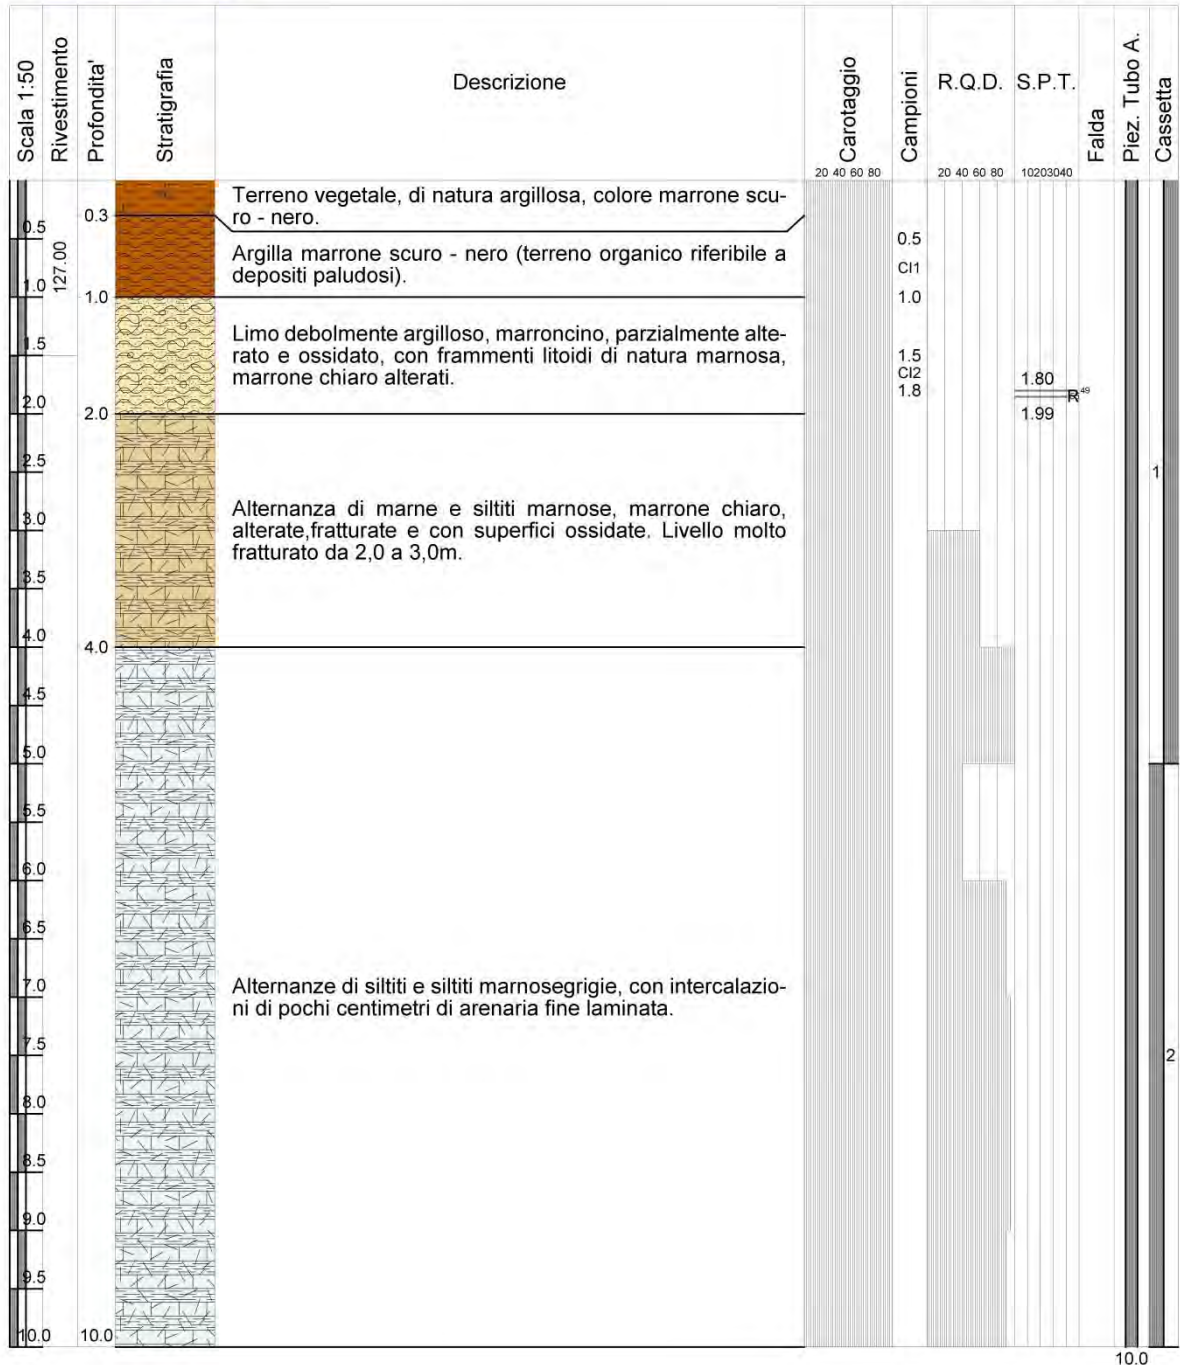 Scala 1:50
Rivestimento
Profondita'
Stratigrafia
Descrizione
Carotaggio
Campioni
R.Q.D.
S.P.T.
Falda
Piez. Tubo A.
Cassetta
20 40 60 80
20 40 60 80
10203040
Terreno vegetale, di natura argillosa, colore marrone scu-
ro - nero.
0.3
0.5
0.5
127.00
Argilla marrone scuro - nero (terreno organico riferibile a
depositi paludosi).
CI1
1.0
1.0
1.0
Limo debolmente argilloso, marroncino, parzialmente alte-
rato e ossidato, con frammenti litoidi di natura marnosa,
marrone chiaro alterati.
1.5
1.5
CI2
1.8
1.80
R 49
1.99
2.0
2.0
2.5
1
Alternanza di marne e siltiti marnose, marrone chiaro,
alterate,fratturate e con superfici ossidate. Livello molto
fratturato da 2,0 a 3,0m.
3.0
3.5
4.0
4.0
4.5
5.0
5.5
6.0
6.5
Alternanze di siltiti e siltiti marnosegrigie, con intercalazio-
ni di pochi centimetri di arenaria fine laminata.
7.0
7.5
2
8.0
8.5
9.0
9.5
10.0
10.0
10.0